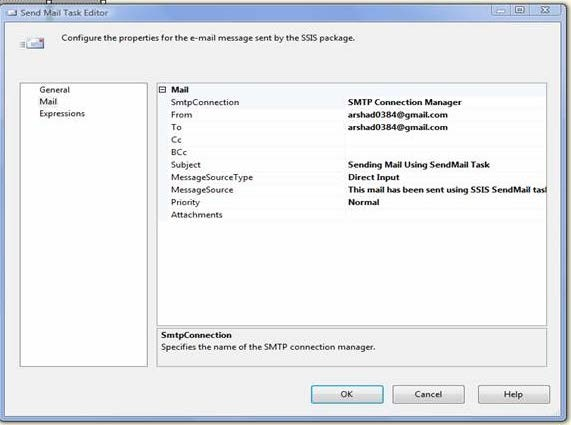 Send Mail Task Editor
Configure the properties for the e-mail message sent by the SSIS package.
General
Mail
Expressions
Mail
SmtpConnection SMTP Connection Manager
From arshad0384@gmail.com
To arshad0384@gmail.com
Cc
BCc
Subject Sending Mail Using SendMail Task
MessageSourceType Direct Input
MessageSource This mail has been sent using SSIS SendMail tas
Priority Normal
Attachments
SmtpConnection
Specifies the name of the SMTP connection manager.
OK Cancel Help